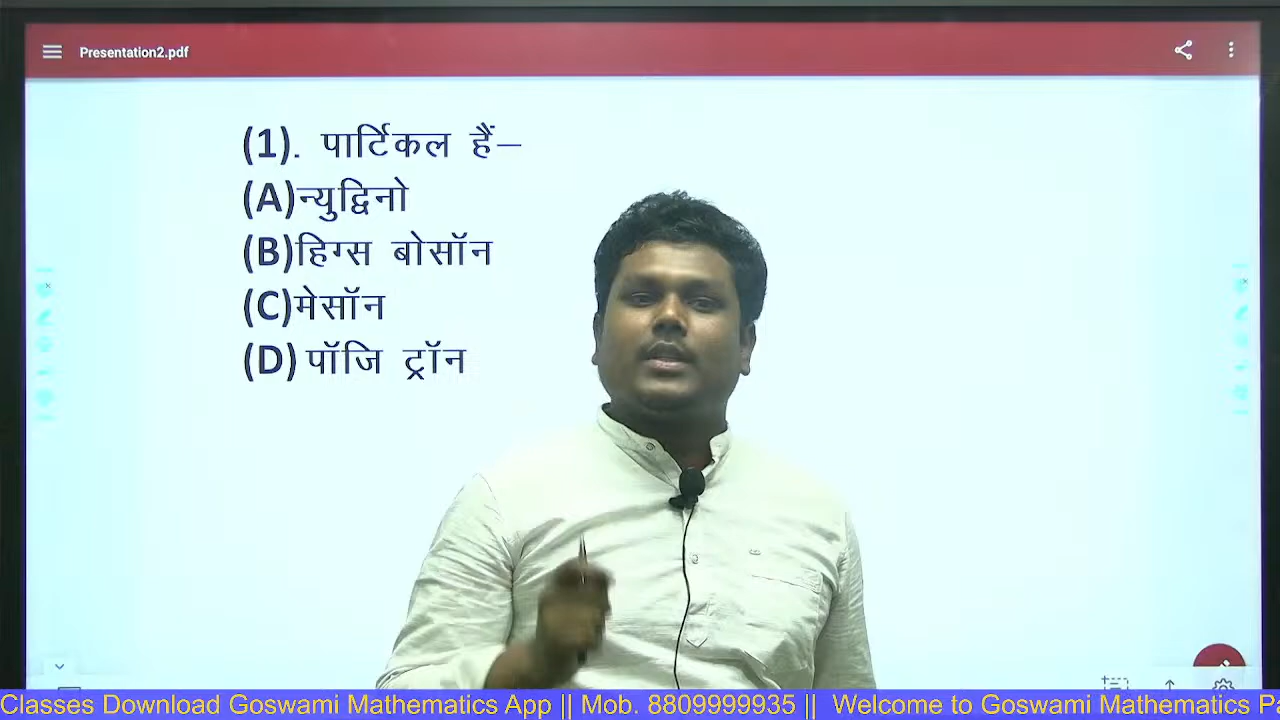 Presentation2.pdf
(1). पार्टिकल हैं–
(A)न्युद्विनो
(B)हिग्स बोसॉन
(C)मेसॉन
(D) पॉजि ट्रॉन
Classes Download Goswami Mathematics App || Mob. 8809999935 || Welcome to Goswami Mathematics Pa